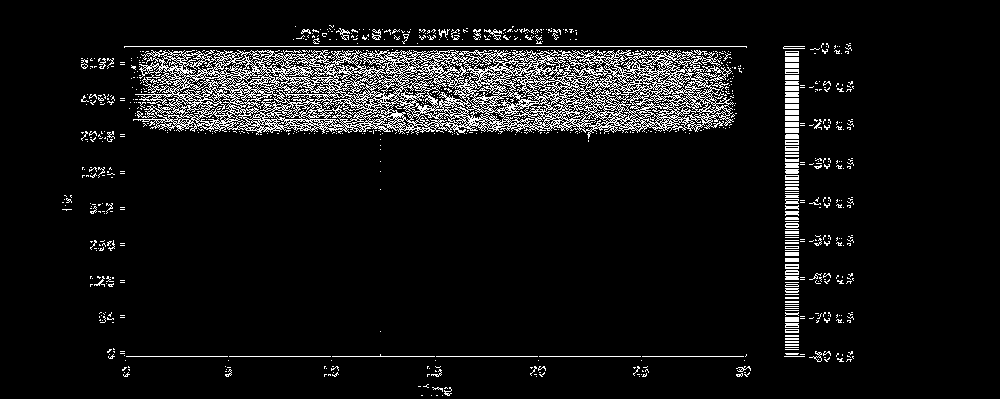 Log-frequency power spectrogram
8192
4096
2048
1024
512
256
128
64
0
Hz
0 5 10 15 20 25 30
Time
+0 dB
-10 dB
-20 dB
-30 dB
-40 dB
-50 dB
-60 dB
-70 dB
-80 dB